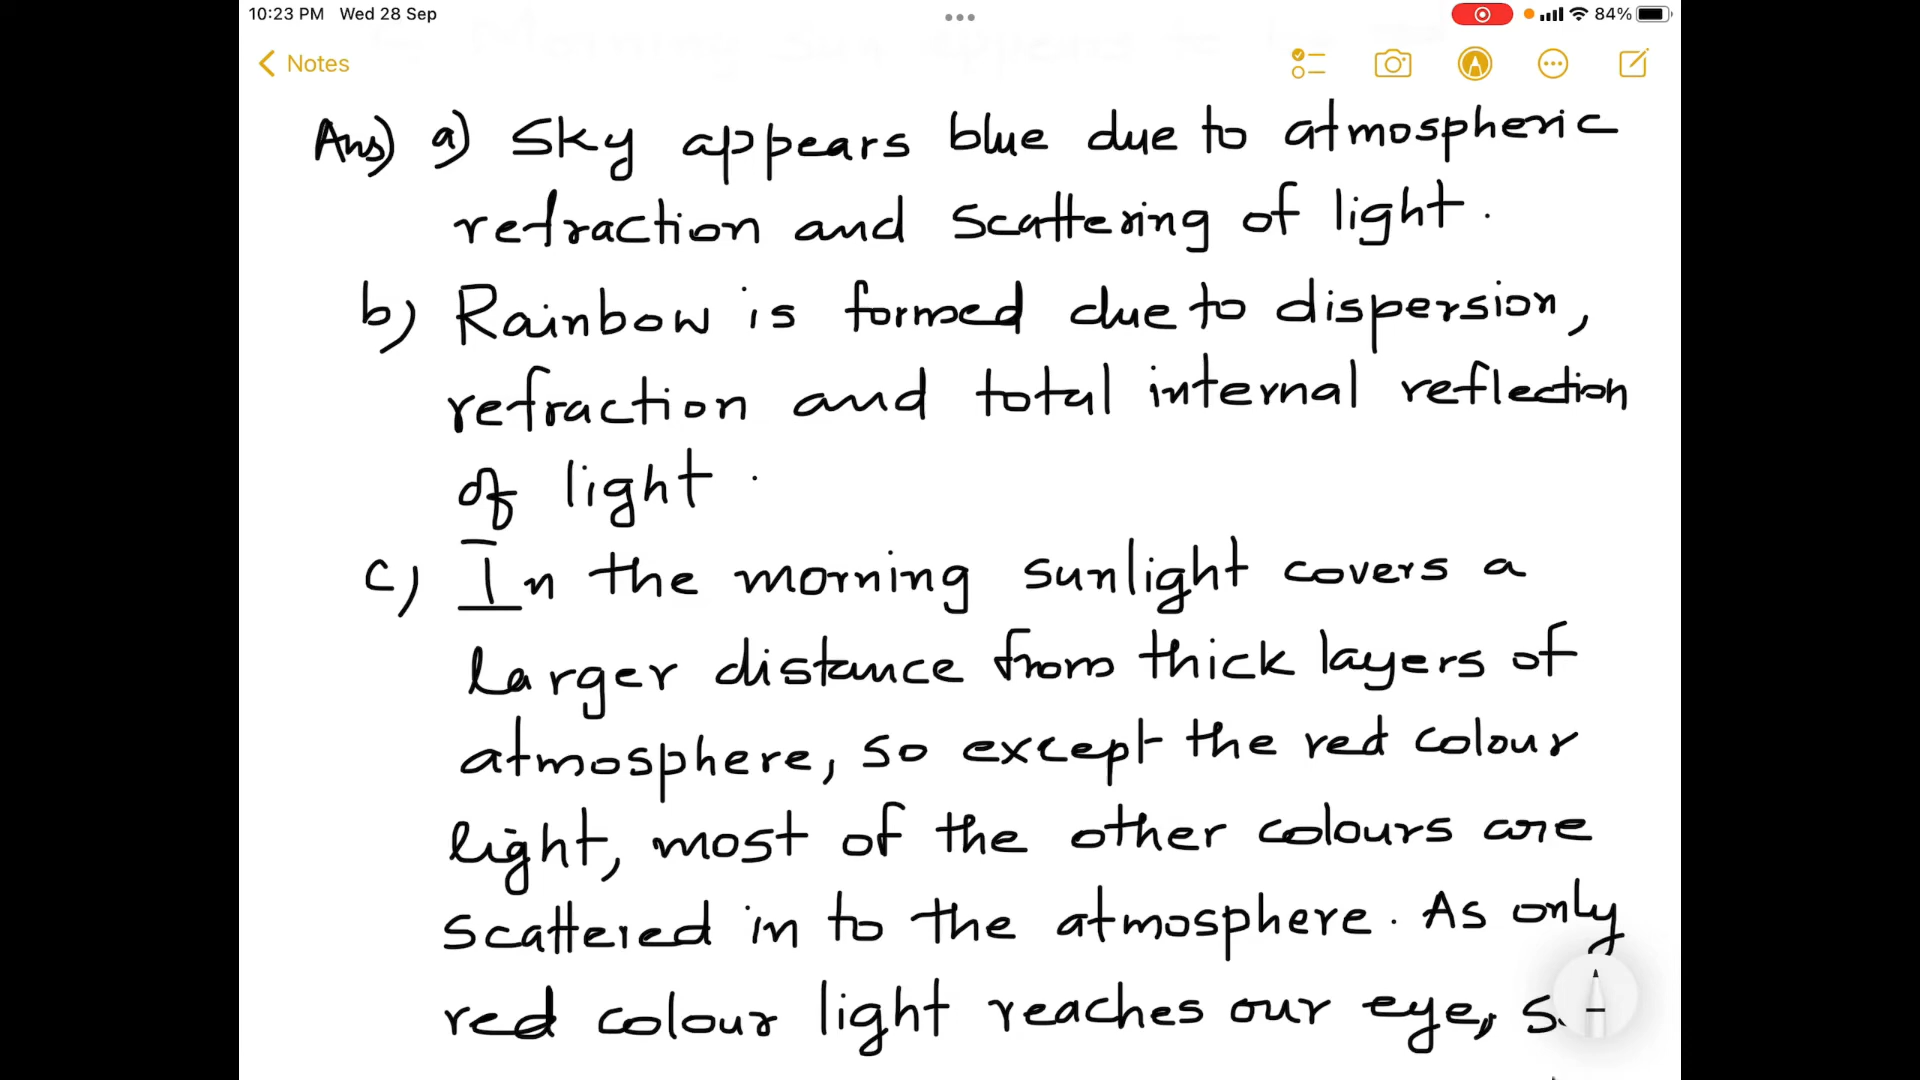 10:23 PM Wed 28 Sep
84%
Notes
Ans) a) Sky appears blue due to atmospheric
refraction and scattering of light.
b) Rainbow is formed due to dispersion,
refraction and total internal reflection
of light.
c) In the morning sunlight covers a
larger distance from thick layers of
atmosphere, so except the red colour
light, most of the other colours are
scattered in to the atmosphere. As only
red colour light reaches our eye,